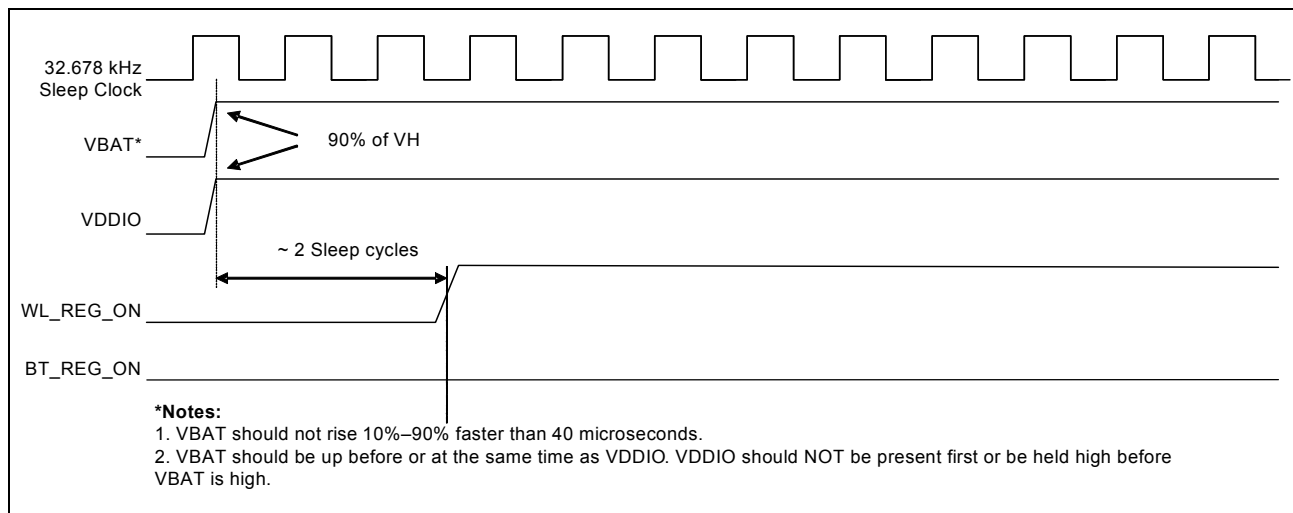 32.678 kHz
Sleep Clock
90% of VH
VBAT*
VDDIO
~ 2 Sleep cycles
WL_REG_ON
BT_REG_ON
*Notes:
1. VBAT should not rise 10%–90% faster than 40 microseconds.
2. VBAT should be up before or at the same time as VDDIO. VDDIO should NOT be present first or be held high before
VBAT is high.